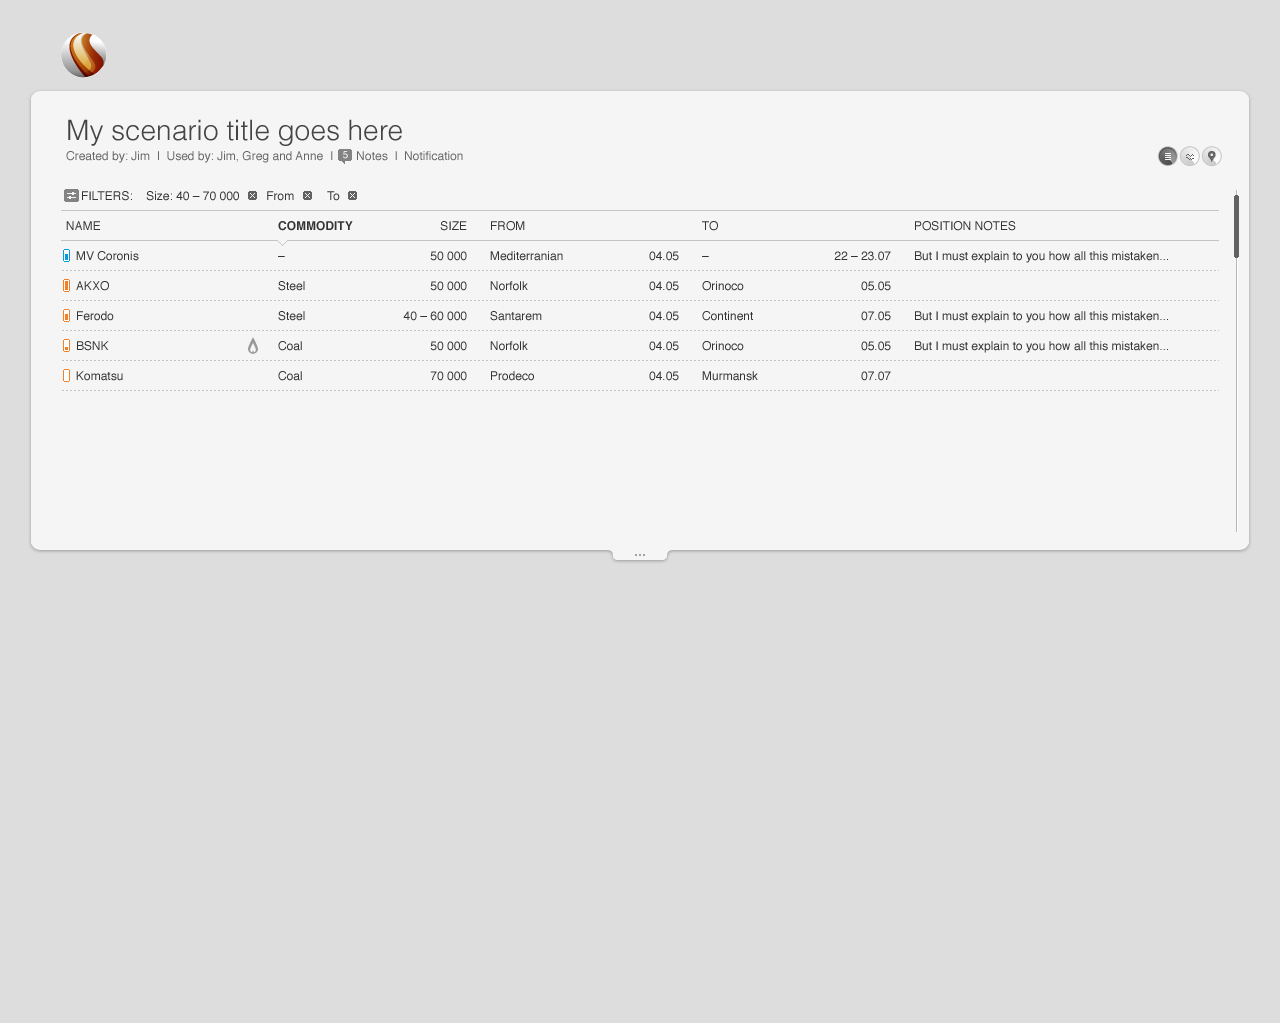 My scenario title goes here
Created by: Jim | Used by: Jim, Greg and Anne | 5 Notes | Notification
FILTERS: Size: 40 – 70 000 From To
NAME COMMODITY SIZE FROM TO POSITION NOTES
MV Coronis – 50 000 Mediterranian 04.05 – 22 – 23.07 But I must explain to you how all this mistaken...
AKXO Steel 50 000 Norfolk 04.05 Orinoco 05.05
Ferodo Steel 40 – 60 000 Santarem 04.05 Continent 07.05 But I must explain to you how all this mistaken...
BSNK Coal 50 000 Norfolk 04.05 Orinoco 05.05 But I must explain to you how all this mistaken...
Komatsu Coal 70 000 Prodeco 04.05 Murmansk 07.07
...